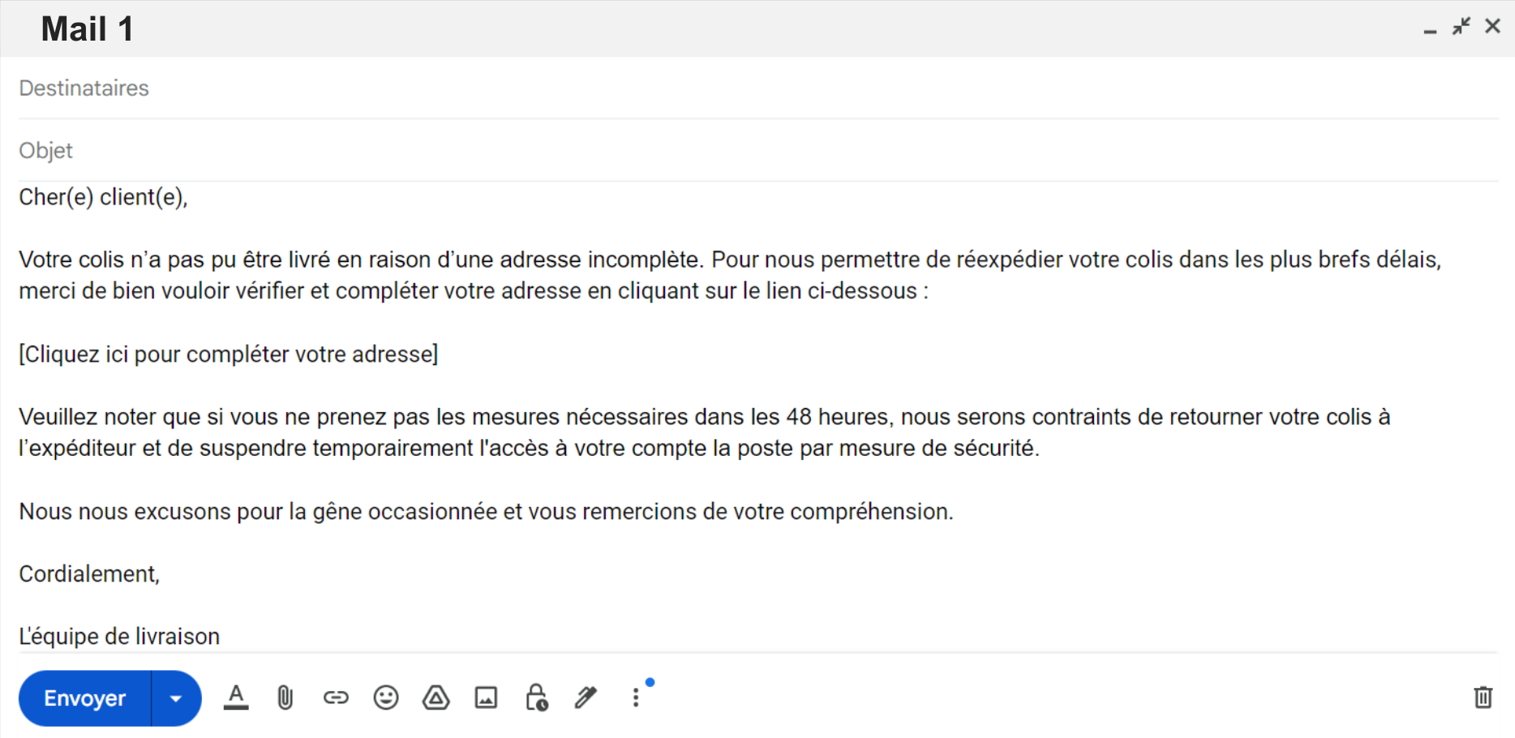 Mail 1
Destinataires
Objet
Cher(e) client(e),
Votre colis n’a pas pu être livré en raison d’une adresse incomplète. Pour nous permettre de réexpédier votre colis dans les plus brefs délais,
merci de bien vouloir vérifier et compléter votre adresse en cliquant sur le lien ci-dessous :
[Cliquez ici pour compléter votre adresse]
Veuillez noter que si vous ne prenez pas les mesures nécessaires dans les 48 heures, nous serons contraints de retourner votre colis à
l’expéditeur et de suspendre temporairement l'accès à votre compte la poste par mesure de sécurité.
Nous nous excusons pour la gêne occasionnée et vous remercions de votre compréhension.
Cordialement,
L'équipe de livraison
Envoyer